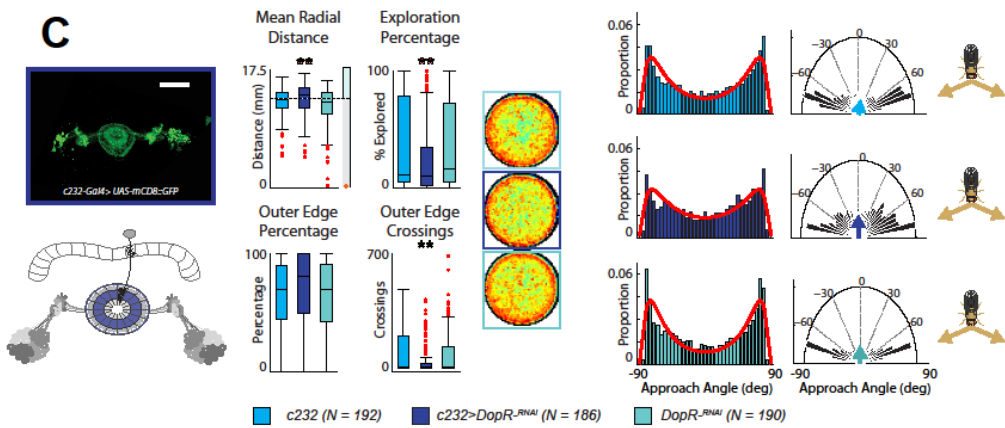 C
c232-Gal4> UAS-mCD8::GFP
Mean Radial
Distance
**
17.5
Distance (mm)
0
Exploration
Percentage
**
100
% Explored
0
Outer Edge
Percentage
100
Percentage
0
Outer Edge
Crossings
**
700
Crossings
0
0.06
Proportion
0
-30 0 30
-60 60
0.06
Proportion
0
-30 0 30
-60 60
0.06
Proportion
0
-30 0 30
-60 60
-90 90
Approach Angle (deg)
-90 90
Approach Angle (deg)
c232 (N = 192) c232>DopR-RNAi (N = 186) DopR-RNAi (N = 190)